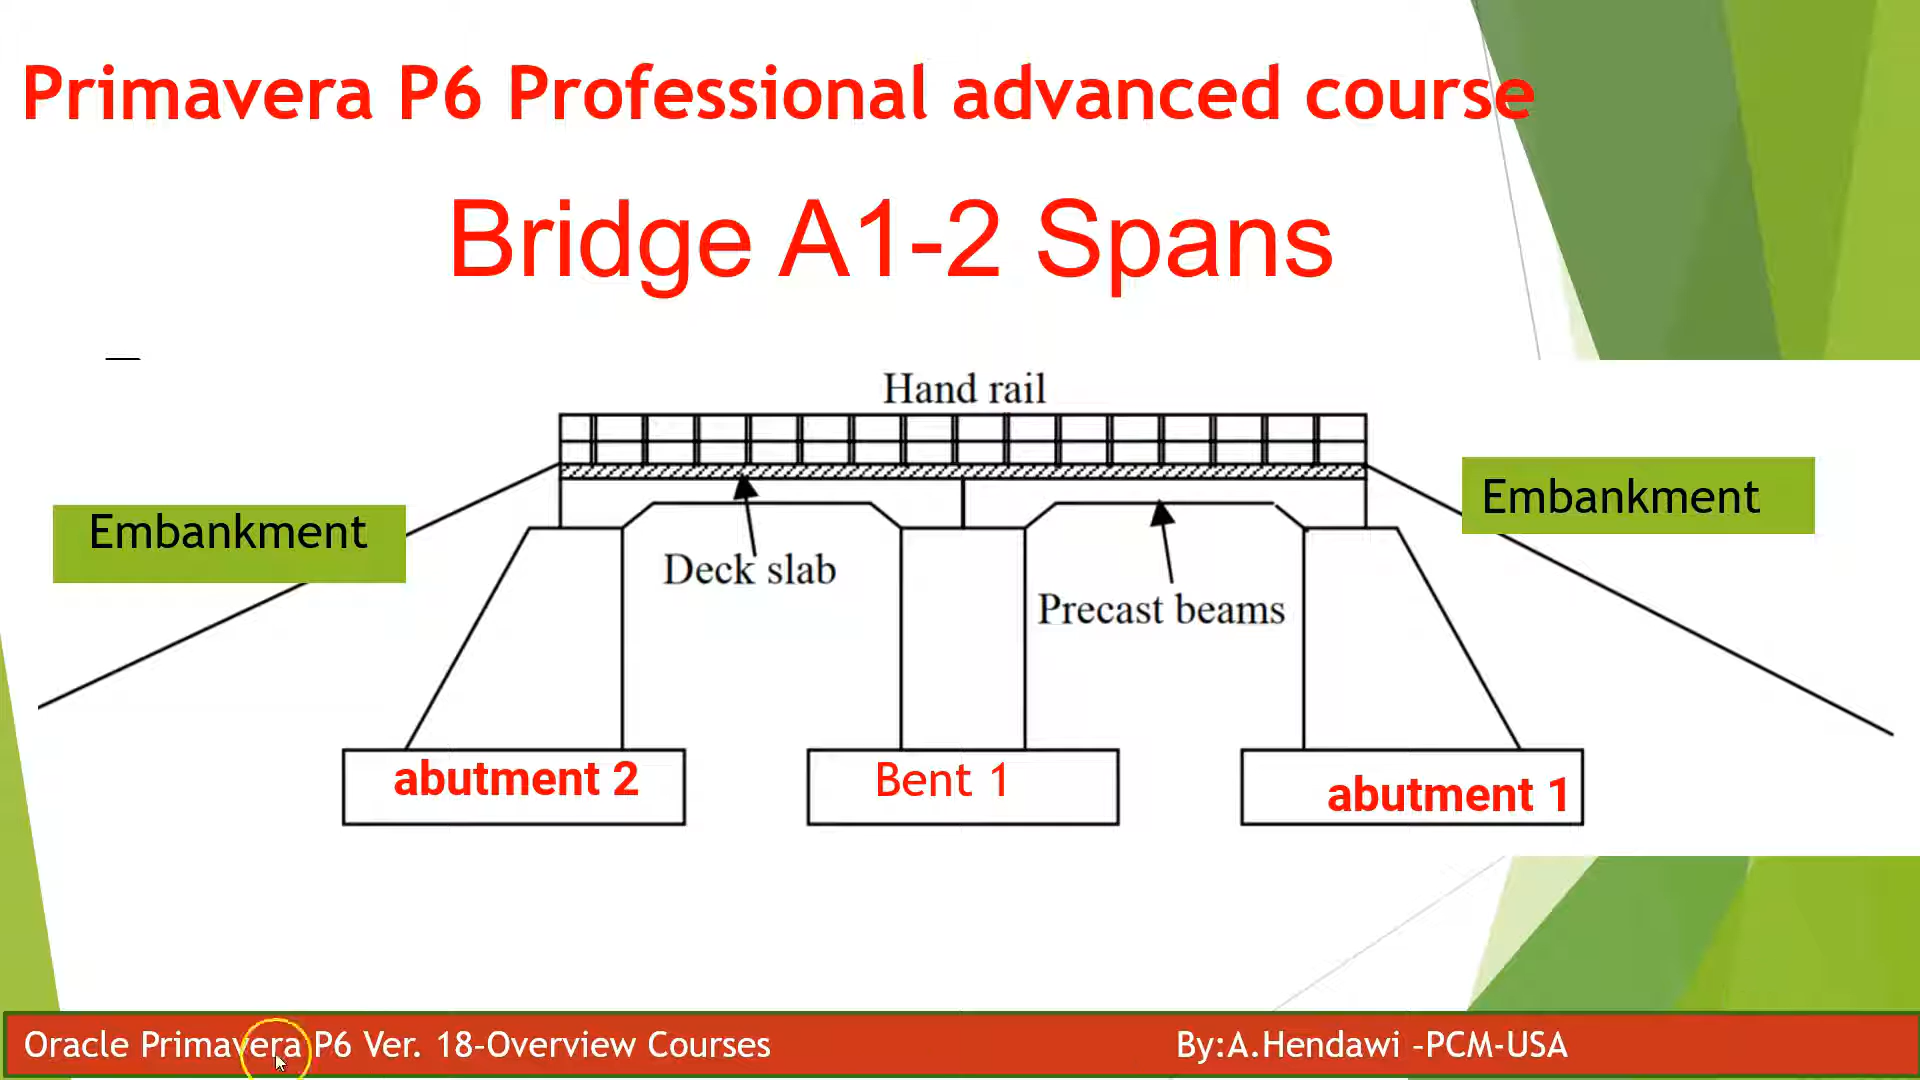 Primavera P6 Professional advanced course
Bridge A1-2 Spans
Hand rail
Embankment
Embankment
Deck slab
Precast beams
abutment 2
Bent 1
abutment 1
Oracle Primavera P6 Ver. 18-Overview Courses
By:A.Hendawi -PCM-USA